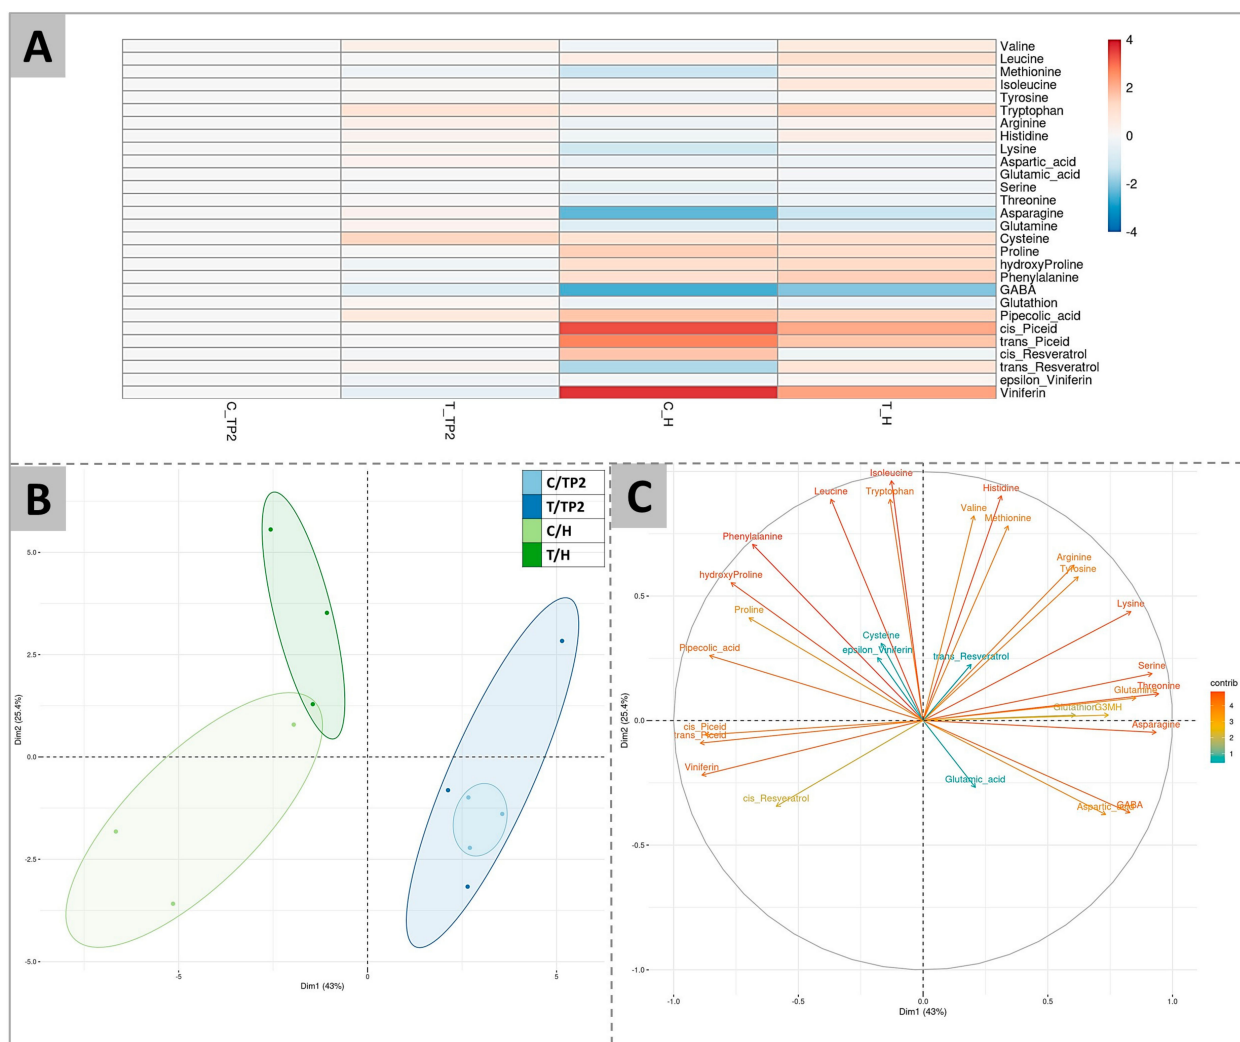 A
Valine
Leucine
Methionine
Isoleucine
Tyrosine
Tryptophan
Arginine
Histidine
Lysine
Aspartic_acid
Glutamic_acid
Serine
Threonine
Asparagine
Glutamine
Cysteine
Proline
hydroxyProline
Phenylalanine
GABA
Glutathion
Pipecolic_acid
cis_Piceid
trans_Piceid
cis_Resveratrol
trans_Resveratrol
epsilon_Viniferin
Viniferin
4
2
0
-2
-4
C_TP2
T_TP2
C_H
T_H
B
C/TP2
T/TP2
C/H
T/H
5.0
2.5
0.0
-2.5
-5.0
Dim2 (25.4%)
-5
0
5
Dim1 (43%)
C
Isoleucine
Leucine
Tryptophan
Histidine
Valine
Methionine
Phenylalanine
Arginine
Tyrosine
hydroxyProline
Lysine
Proline
Cysteine
Pipecolic_acid
epsilon_Viniferin
trans_Resveratrol
Serine
Threonine
Glutamine
Glutathion
G3MH
cis_Piceid
trans_Piceid
Asparagine
Viniferin
Glutamic_acid
cis_Resveratrol
Aspartic_acid
GABA
0.5
0.0
-0.5
-1.0
Dim2 (25.4%)
-1.0
-0.5
0.0
0.5
1.0
Dim1 (43%)
contrib
4
3
2
1